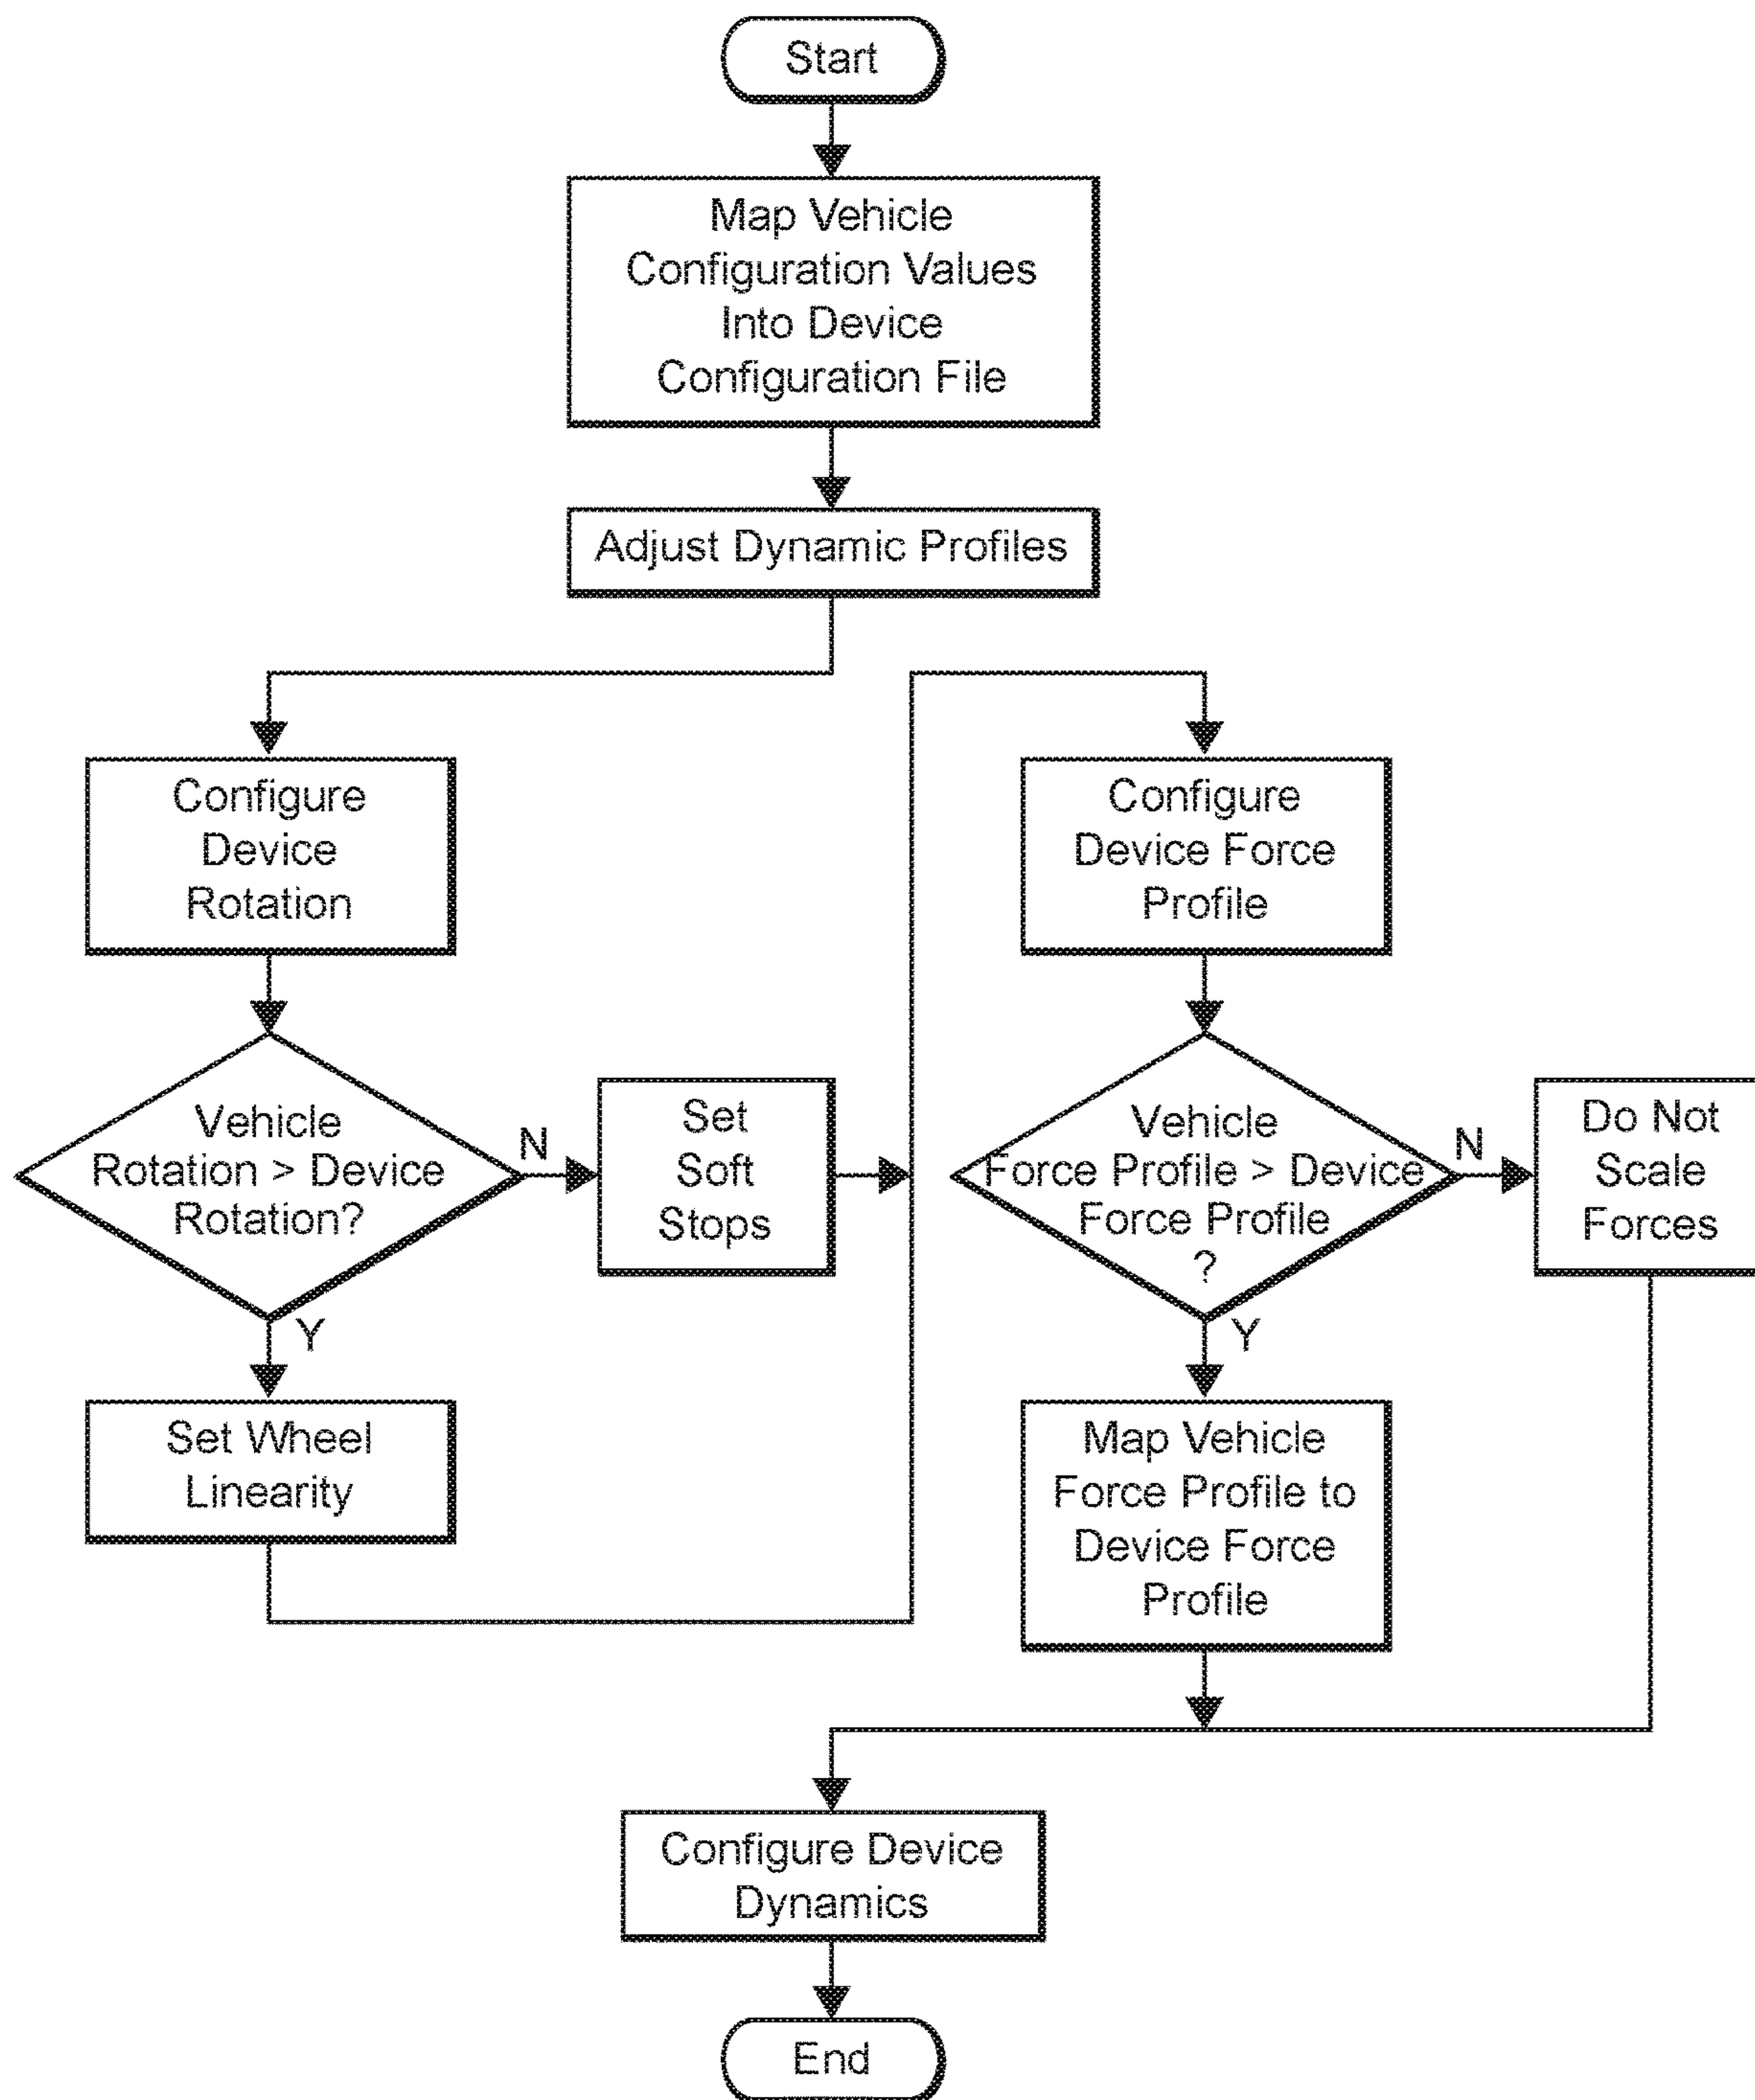 Start
Map Vehicle
Configuration Values
Into Device
Configuration File
Adjust Dynamic Profiles
Configure
Device
Rotation
Vehicle
Rotation > Device
Rotation?
N
Set
Soft
Stops
Y
Set Wheel
Linearity
Configure
Device Force
Profile
Vehicle
Force Profile > Device
Force Profile
?
N
Do Not
Scale
Forces
Y
Map Vehicle
Force Profile to
Device Force
Profile
Configure Device
Dynamics
End